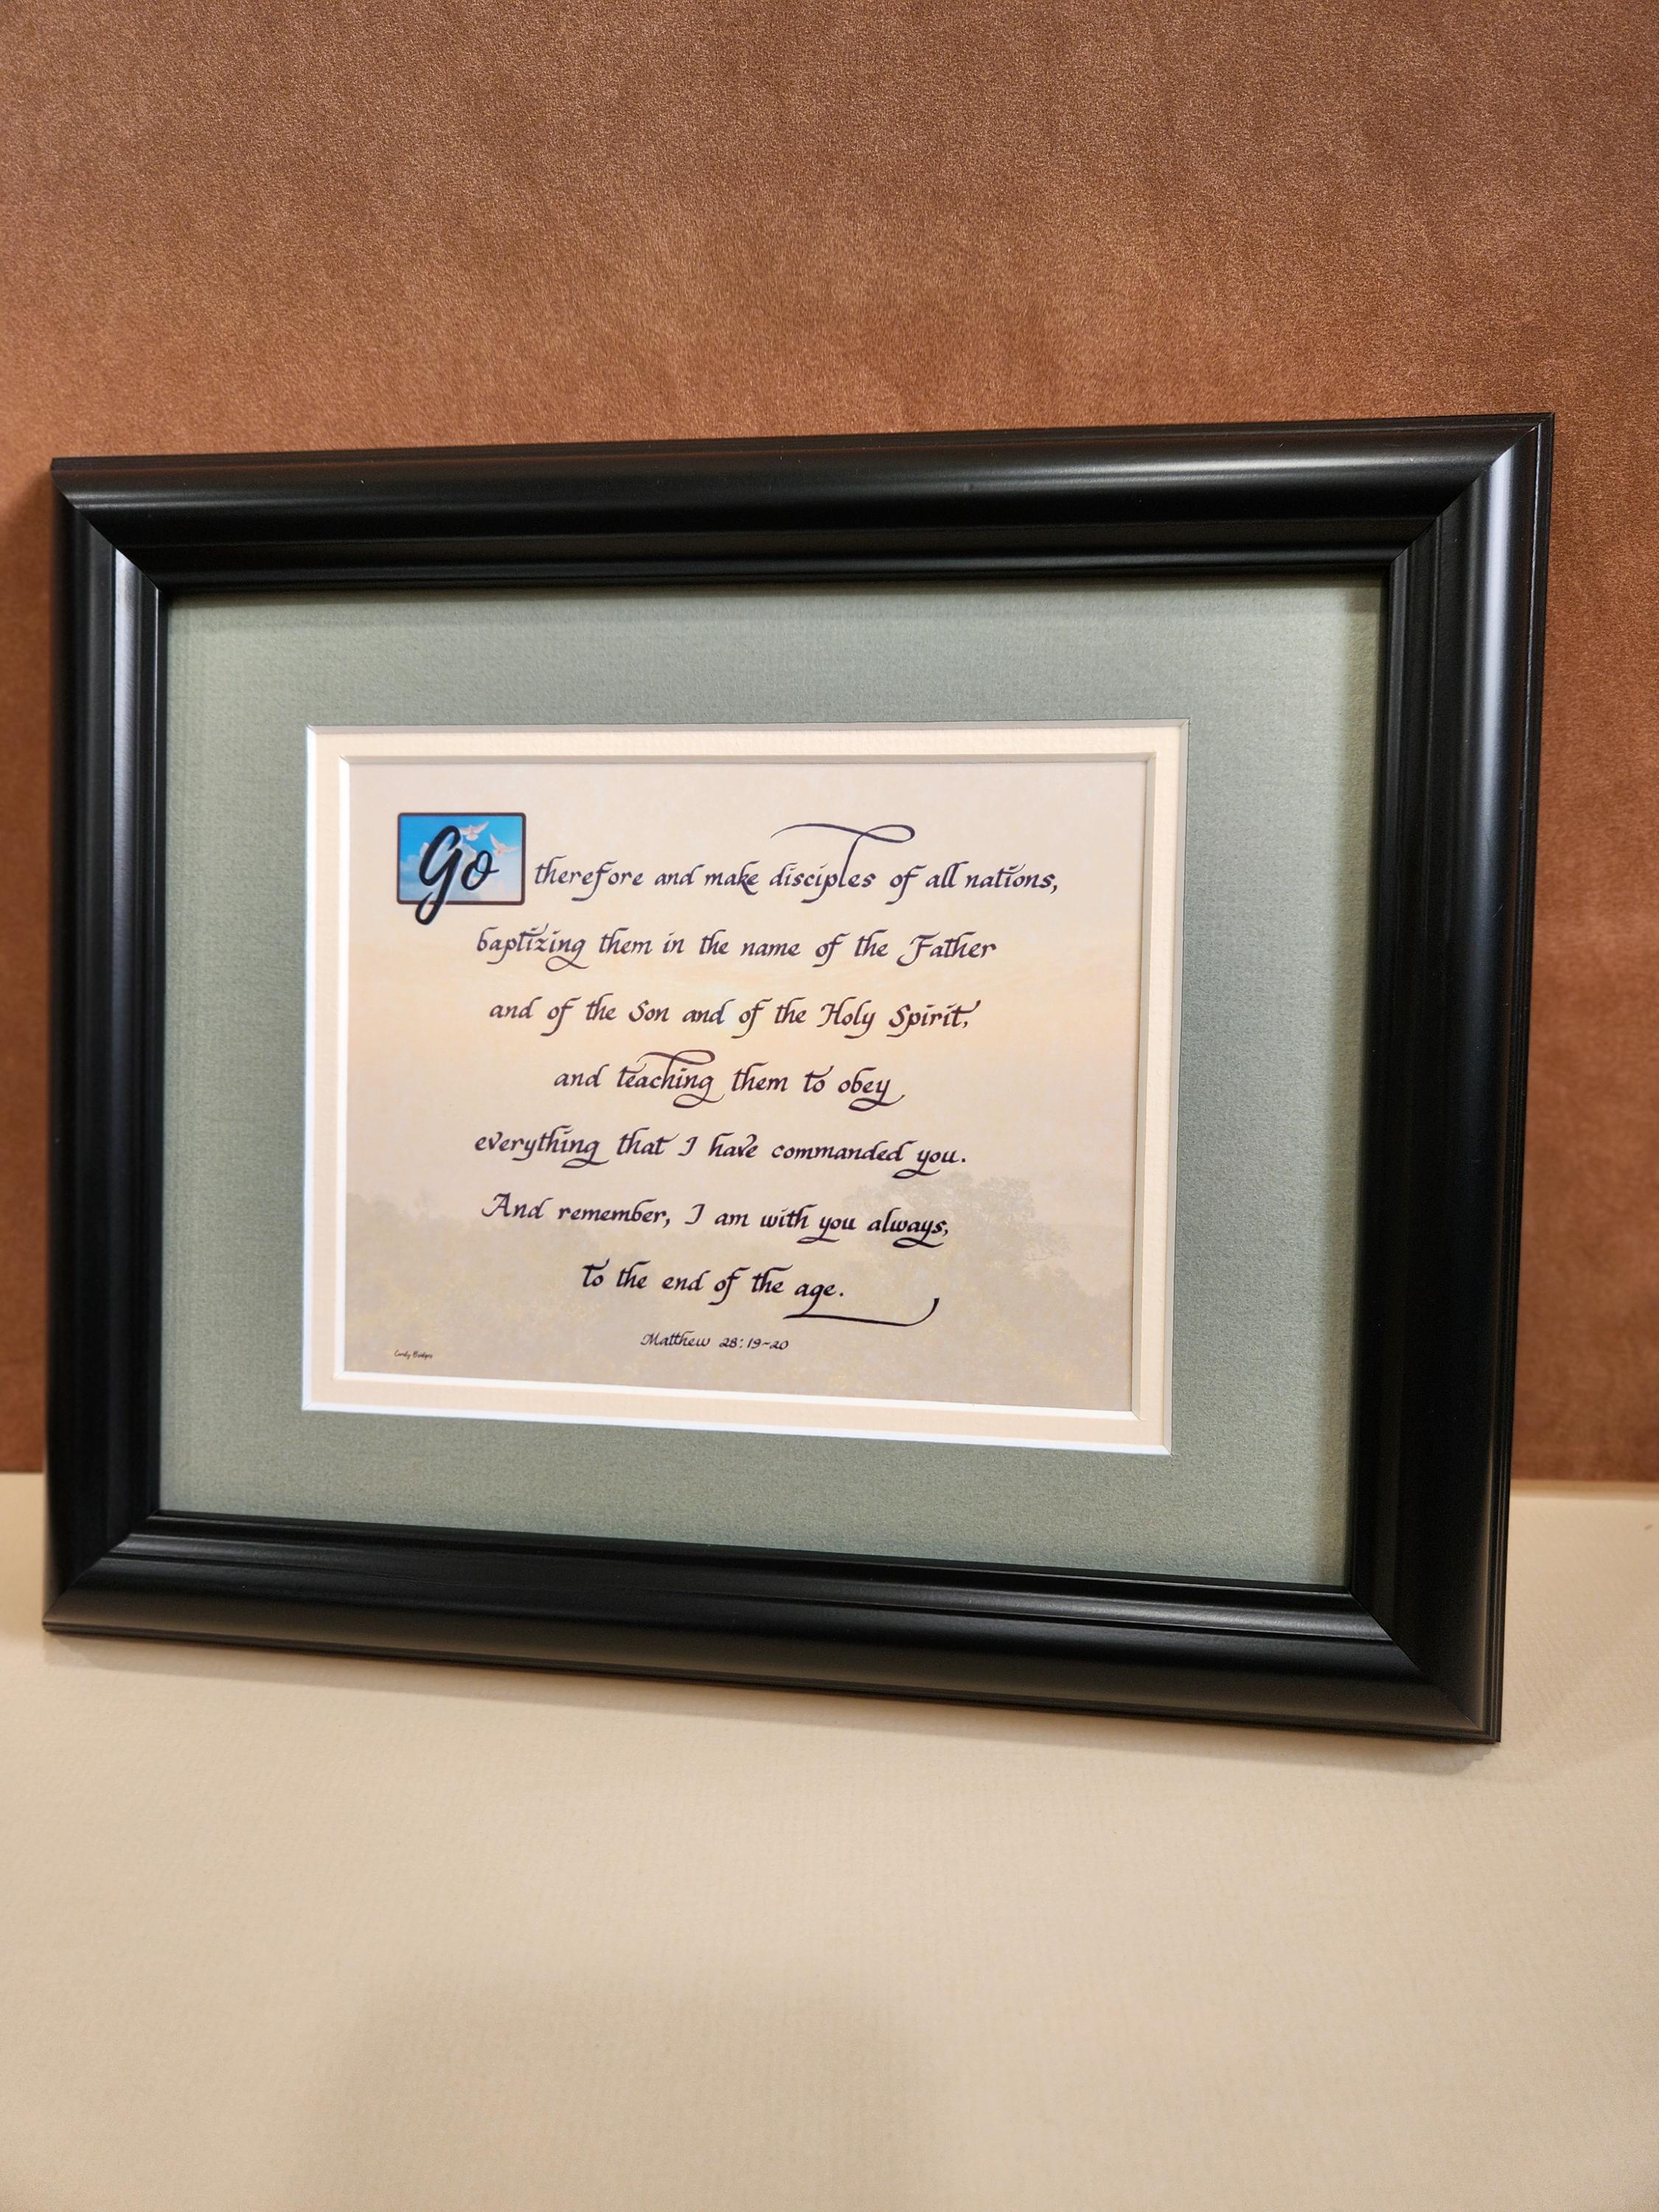 Go therefore and make disciples of all nations,
baptizing them in the name of the Father
and of the Son and of the Holy Spirit,
and teaching them to obey
everything that I have commanded you.
And remember, I am with you always,
to the end of the age.
Matthew 28:19-20